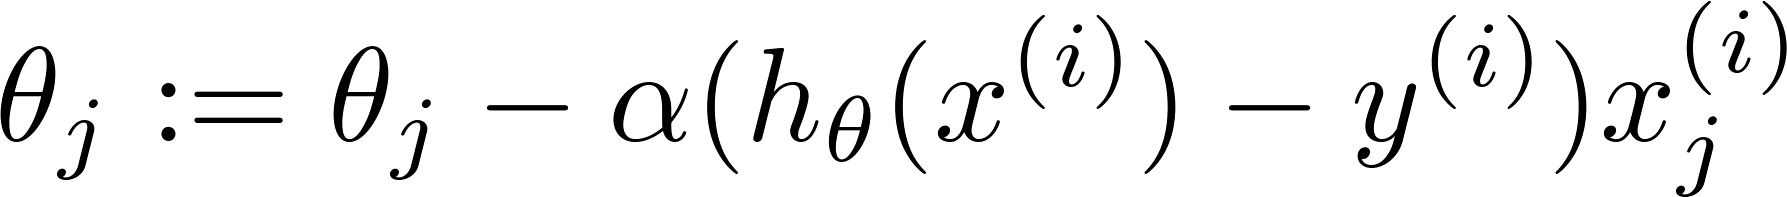 θ_j := θ_j − α(h_θ(x^{(i)}) − y^{(i)})x_j^{(i)}